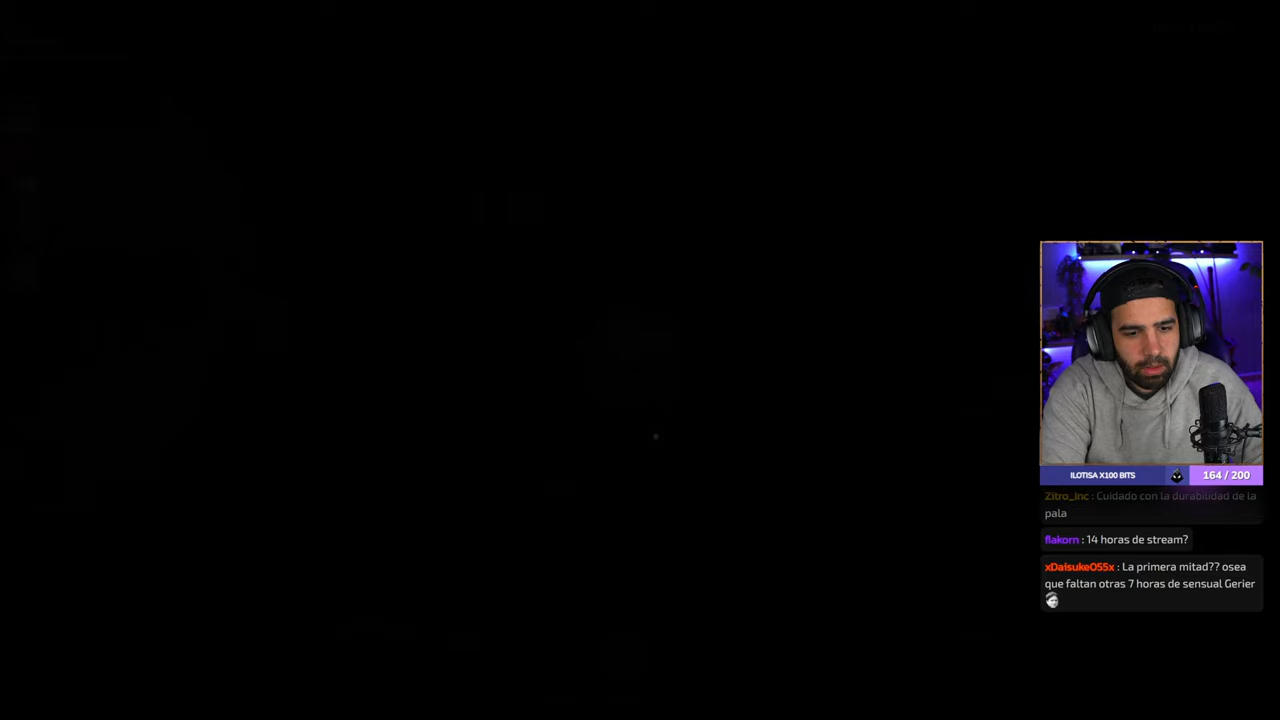 ILOTISA X100 BITS
164 / 200
Zitro_Inc : Cuidado con la durabilidad de la
pala
flakorn : 14 horas de stream?
xDaisuke055x : La primera mitad?? osea
que faltan otras 7 horas de sensual Gerier